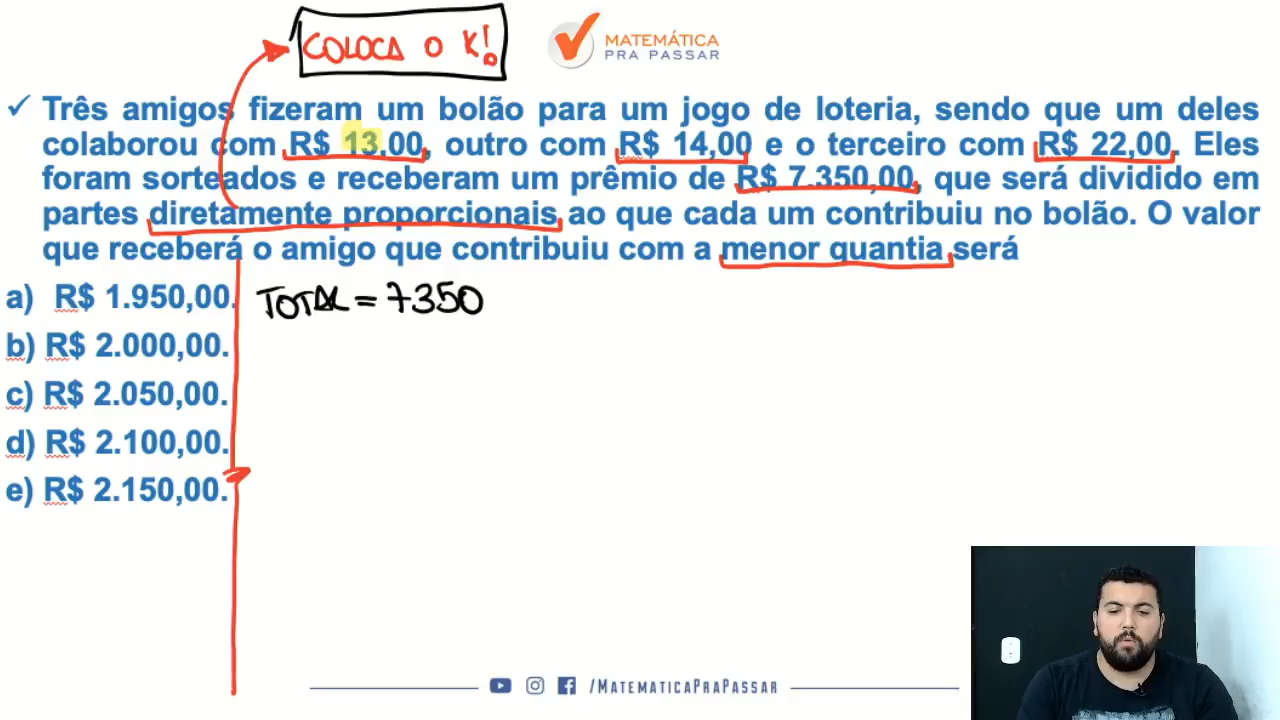 COLOCA O K!
MATEMÁTICA
PRA PASSAR
✓ Três amigos fizeram um bolão para um jogo de loteria, sendo que um deles
colaborou com R$ 13,00, outro com R$ 14,00 e o terceiro com R$ 22,00. Eles
foram sorteados e receberam um prêmio de R$ 7.350,00, que será dividido em
partes diretamente proporcionais ao que cada um contribuiu no bolão. O valor
que receberá o amigo que contribuiu com a menor quantia será
a) R$ 1.950,00.
TOTAL = 7350
b) R$ 2.000,00.
c) R$ 2.050,00.
d) R$ 2.100,00.
e) R$ 2.150,00.
/MATEMATICAPRAPASSAR